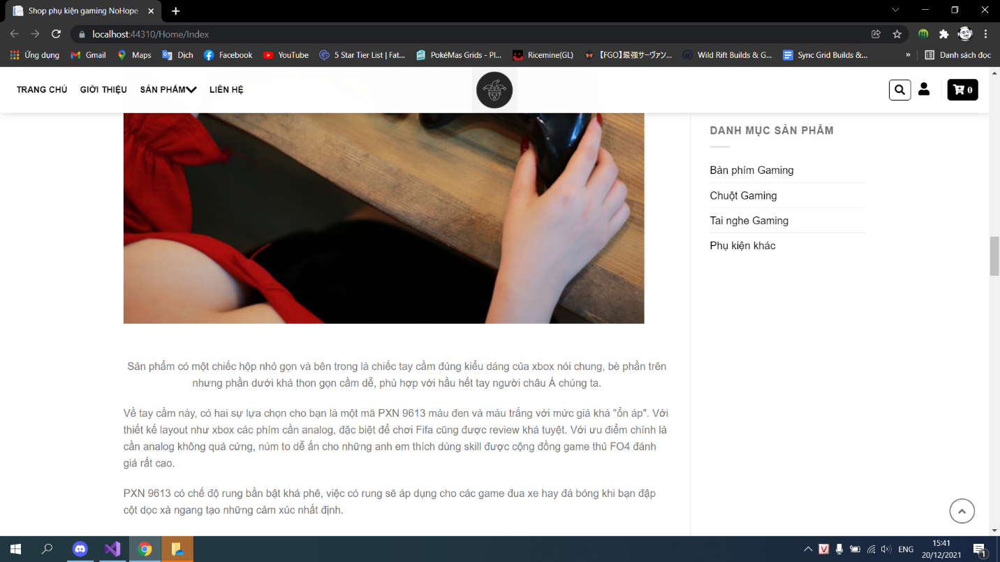 Shop phụ kiện gaming NoHope
localhost:44310/Home/Index
Ứng dụng Gmail Maps Dịch Facebook YouTube 5 Star Tier List | Fat... PokéMas Grids - Pl... Ricemine(GL) 【FGO】最強サーヴァン... Wild Rift Builds & G... Sync Grid Builds &... » Danh sách đọc
TRANG CHỦ GIỚI THIỆU SẢN PHẨM LIÊN HỆ 0
DANH MỤC SẢN PHẨM
Bàn phím Gaming
Chuột Gaming
Tai nghe Gaming
Phụ kiện khác
Sản phẩm có một chiếc hộp nhỏ gọn và bên trong là chiếc tay cầm đúng kiểu dáng của xbox nói chung, bè phần trên
nhưng phần dưới khá thon gọn cầm dễ, phù hợp với hầu hết tay người châu Á chúng ta.
Về tay cầm này, có hai sự lựa chọn cho bạn là một mã PXN 9613 màu đen và màu trắng với mức giá khá "ổn áp". Với
thiết kế layout như xbox các phím cần analog, đặc biệt để chơi Fifa cũng được review khá tuyệt. Với ưu điểm chính là
cần analog không quá cứng, núm to dễ ấn cho những anh em thích dùng skill được cộng đồng game thủ FO4 đánh
giá rất cao.
PXN 9613 có chế độ rung bần bật khá phê, việc có rung sẽ áp dụng cho các game đua xe hay đá bóng khi bạn đập
cột dọc xà ngang tạo những cảm xúc nhất định.
V ENG 15:41
20/12/2021 1